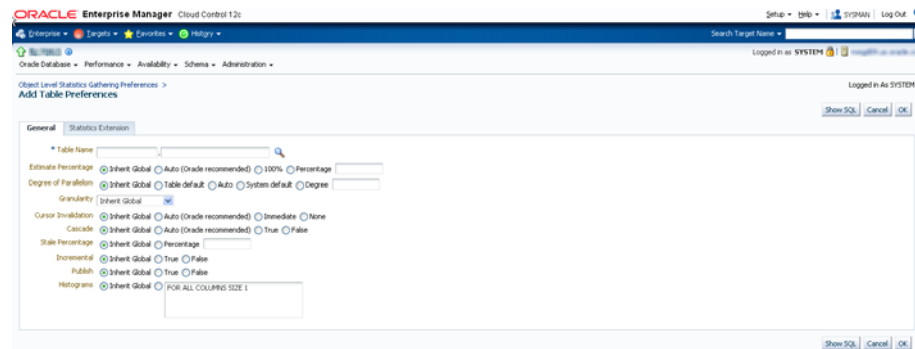 ORACLE Enterprise Manager Cloud Control 12c
Setup Help SYSMAN Log Out
Enterprise Targets Favorites History
Search Target Name
Logged in as SYSTEM
Oracle Database Performance Availability Schema Administration
Object Level Statistics Gathering Preferences >
Logged in As SYSTEM
Add Table Preferences
Show SQL Cancel OK
General Statistics Extension
* Table Name .
Estimate Percentage Inherit Global Auto (Oracle recommended) 100% Percentage
Degree of Parallelism Inherit Global Table default Auto System default Degree
Granularity Inherit Global
Cursor Invalidation Inherit Global Auto (Oracle recommended) Immediate None
Cascade Inherit Global Auto (Oracle recommended) True False
Stale Percentage Inherit Global Percentage
Incremental Inherit Global True False
Publish Inherit Global True False
Histograms Inherit Global FOR ALL COLUMNS SIZE 1
Show SQL Cancel OK